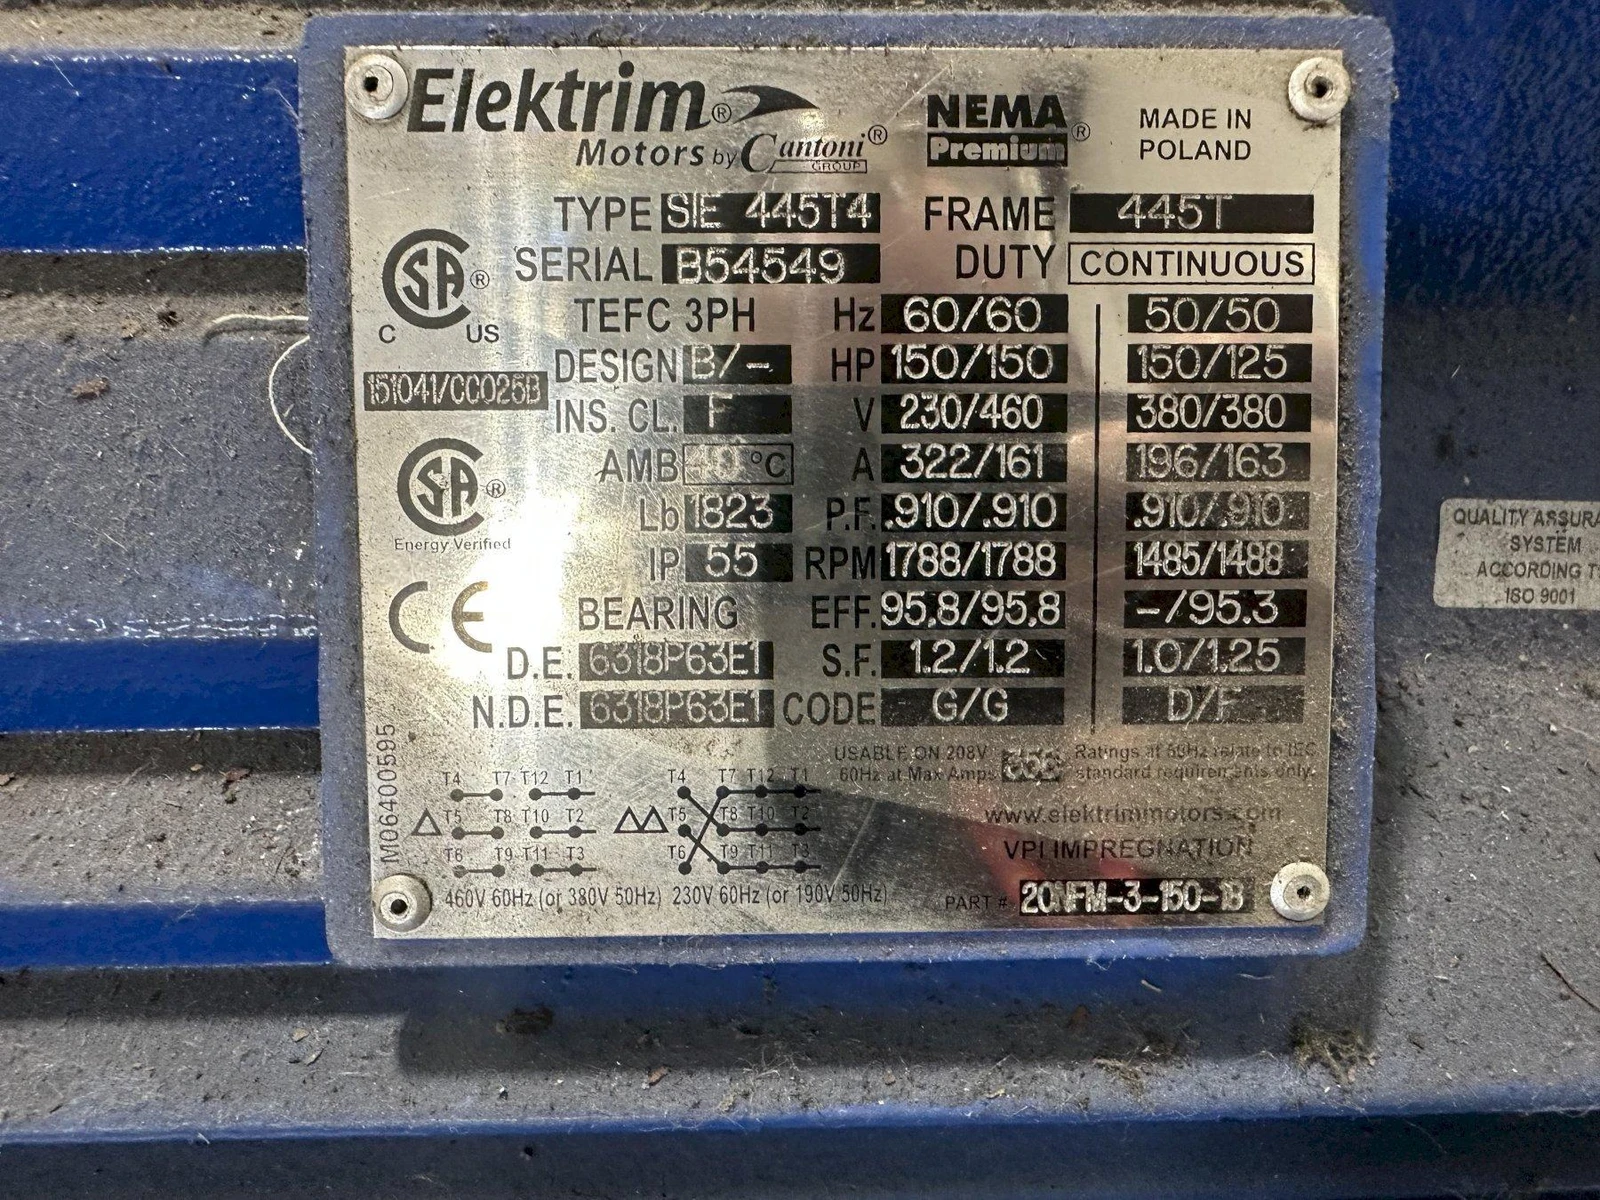 Elektrim®
Motors by Cantoni®
GROUP
NEMA
Premium®
MADE IN
POLAND
TYPE SIE 445T4 FRAME 445T
SERIAL B54549 DUTY CONTINUOUS
CSA®
C US
TEFC 3PH Hz 60/60 50/50
DESIGN B/- HP 150/150 150/125
151041/CC025B
INS. CL. F V 230/460 380/380
AMB °C A 322/161 196/163
CSA®
Energy Verified
Lb 1823 P.F. .910/.910 .910/.910
IP 55 RPM 1788/1788 1485/1488
CE
BEARING EFF. 95.8/95.8 -/95.3
D.E. 6318P63E1 S.F. 1.2/1.2 1.0/1.25
N.D.E. 6318P63E1 CODE G/G D/F
M06400595
USABLE ON 208V
60Hz at Max Amps
Ratings at 50Hz relate to IEC
standard requirements only.
T4 T7 T12 T1 T4 T7 T12 T1
△ T5 T8 T10 T2 △△ T5 T8 T10 T2
T6 T9 T11 T3 T6 T9 T11 T3
460V 60Hz (or 380V 50Hz) 230V 60Hz (or 190V 50Hz)
www.elektrimmotors.com
VPI IMPREGNATION
PART # 20NFM-3-150-1B
QUALITY ASSURA
SYSTEM
ACCORDING T
ISO 9001